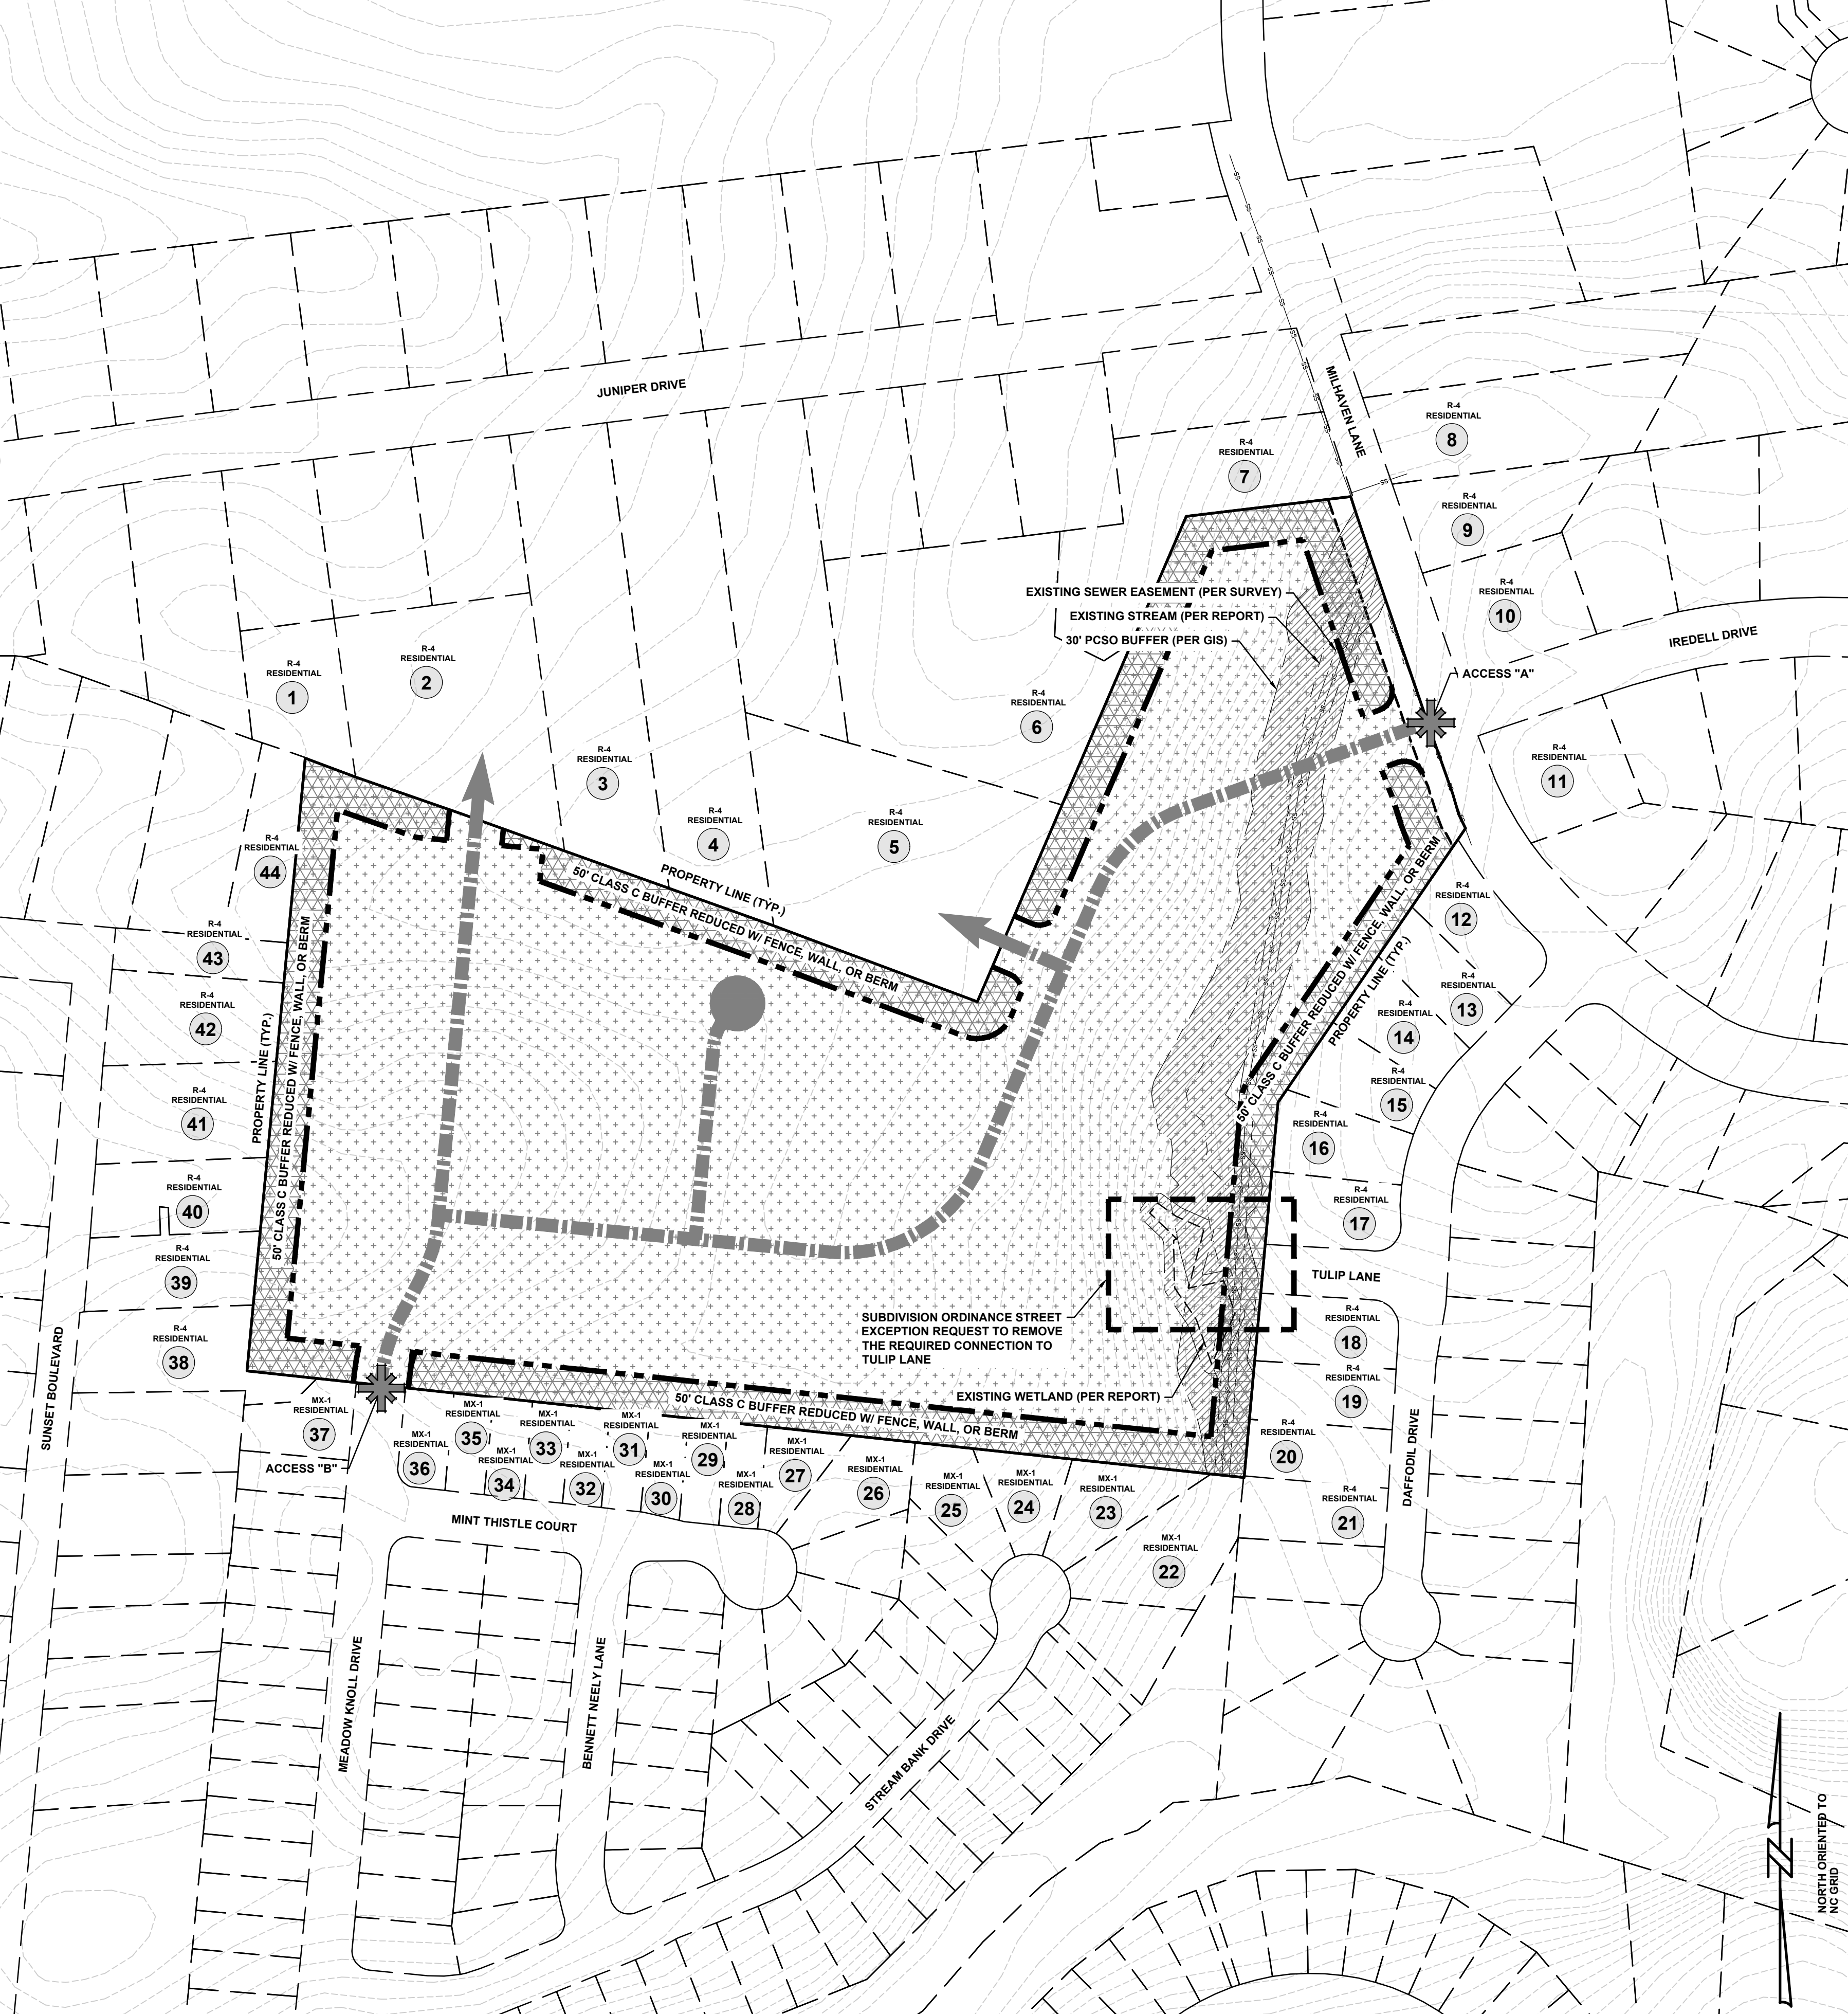 JUNIPER DRIVE
MILHAVEN LANE
SS
SS
SS
SS
SS
SS
SS
SS
SS
SS
R-4
RESIDENTIAL
8
R-4
RESIDENTIAL
7
R-4
RESIDENTIAL
9
R-4
RESIDENTIAL
10
IREDELL DRIVE
EXISTING SEWER EASEMENT (PER SURVEY)
EXISTING STREAM (PER REPORT)
30' PCSO BUFFER (PER GIS)
ACCESS "A"
R-4
RESIDENTIAL
1
R-4
RESIDENTIAL
2
R-4
RESIDENTIAL
6
R-4
RESIDENTIAL
3
R-4
RESIDENTIAL
11
R-4
RESIDENTIAL
4
R-4
RESIDENTIAL
5
R-4
RESIDENTIAL
44
PROPERTY LINE (TYP.)
50' CLASS C BUFFER REDUCED W/ FENCE, WALL, OR BERM
R-4
RESIDENTIAL
12
R-4
RESIDENTIAL
43
50' CLASS C BUFFER REDUCED W/ FENCE, WALL, OR BERM
PROPERTY LINE (TYP.)
R-4
RESIDENTIAL
13
R-4
RESIDENTIAL
42
R-4
RESIDENTIAL
14
PROPERTY LINE (TYP.)
50' CLASS C BUFFER REDUCED W/ FENCE, WALL, OR BERM
R-4
RESIDENTIAL
15
R-4
RESIDENTIAL
41
R-4
RESIDENTIAL
16
R-4
RESIDENTIAL
40
R-4
RESIDENTIAL
17
R-4
RESIDENTIAL
39
TULIP LANE
SUBDIVISION ORDINANCE STREET
EXCEPTION REQUEST TO REMOVE
THE REQUIRED CONNECTION TO
TULIP LANE
R-4
RESIDENTIAL
18
R-4
RESIDENTIAL
38
SUNSET BOULEVARD
R-4
RESIDENTIAL
19
EXISTING WETLAND (PER REPORT)
50' CLASS C BUFFER REDUCED W/ FENCE, WALL, OR BERM
MX-1
RESIDENTIAL
37
ACCESS "B"
MX-1
RESIDENTIAL
36
MX-1
RESIDENTIAL
35
MX-1
RESIDENTIAL
34
MX-1
RESIDENTIAL
33
MX-1
RESIDENTIAL
32
MX-1
RESIDENTIAL
31
MX-1
RESIDENTIAL
30
MX-1
RESIDENTIAL
29
MX-1
RESIDENTIAL
28
MX-1
RESIDENTIAL
27
MX-1
RESIDENTIAL
26
MX-1
RESIDENTIAL
25
MX-1
RESIDENTIAL
24
MX-1
RESIDENTIAL
23
MX-1
RESIDENTIAL
22
R-4
RESIDENTIAL
20
R-4
RESIDENTIAL
21
DAFFODIL DRIVE
MINT THISTLE COURT
MEADOW KNOLL DRIVE
BENNETT NEELY LANE
STREAM BANK DRIVE
NORTH ORIENTED TO
NC GRID